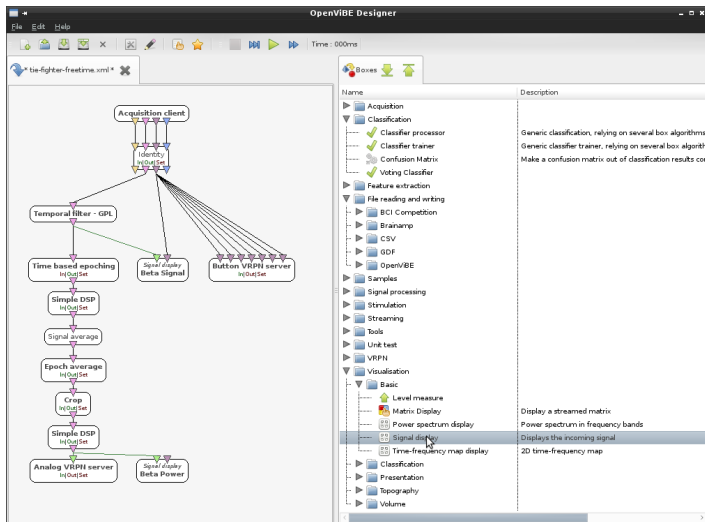 OpenViBE Designer
File Edit Help
Time : 000ms
* tie-fighter-freetime.xml *
Boxes
Name Description
Acquisition
Classification
Classifier processor Generic classification, relying on several box algorithms
Classifier trainer Generic classifier trainer, relying on several box algorith
Confusion Matrix Make a confusion matrix out of classification results co
Voting Classifier
Feature extraction
File reading and writing
BCI Competition
Brainamp
CSV
GDF
OpenViBE
Samples
Signal processing
Stimulation
Streaming
Tools
Unit test
VRPN
Visualisation
Basic
Level measure
Matrix Display Display a streamed matrix
Power spectrum display Power spectrum in frequency bands
Signal display Displays the incoming signal
Time-frequency map display 2D time-frequency map
Classification
Presentation
Topography
Volume
Acquisition client
Identity
In|Out|Set
Temporal filter - GPL
Time based epoching
In|Out|Set
Signal display
Beta Signal
Button VRPN server
In|Out|Set
Simple DSP
In|Out|Set
Signal average
Epoch average
In|Out|Set
Crop
In|Out|Set
Simple DSP
In|Out|Set
Analog VRPN server
In|Out|Set
Signal display
Beta Power